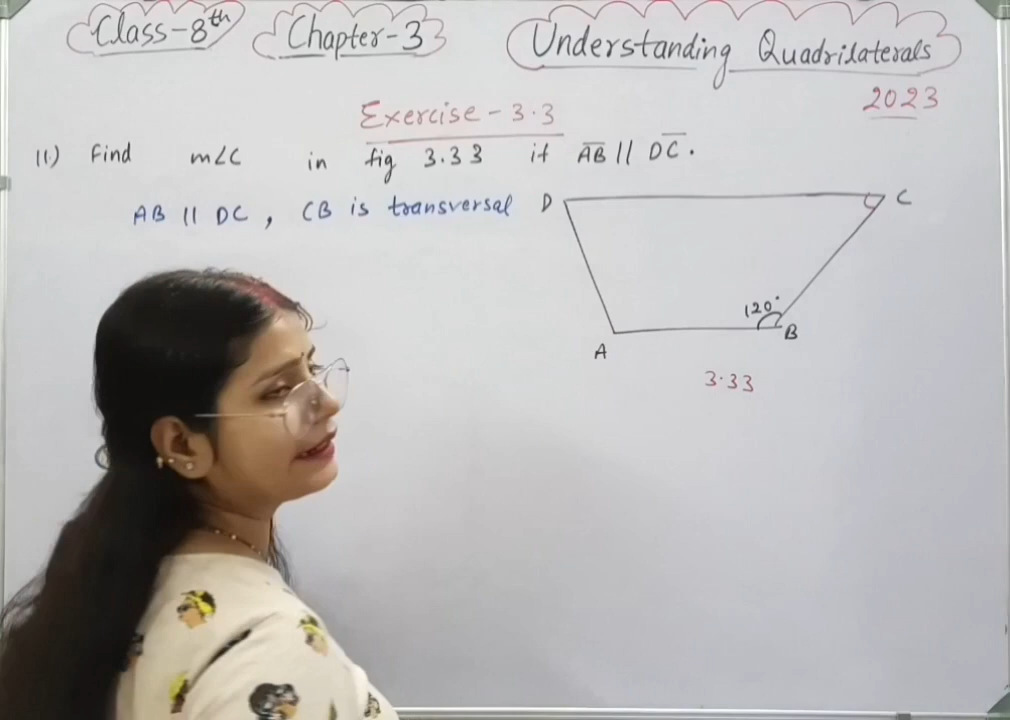 Class-8th Chapter-3 Understanding Quadrilaterals
2023
Exercise-3.3
11.) Find m∠C in fig 3.33 if AB || DC.
AB || DC, CB is transversal
D
C
120°
B
A
3.33